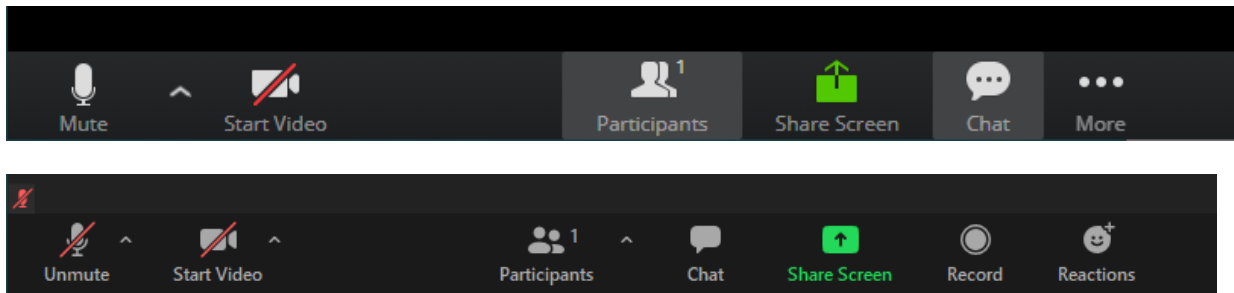 1
Mute Start Video Participants Share Screen Chat More
1
Unmute Start Video Participants Chat Share Screen Record Reactions